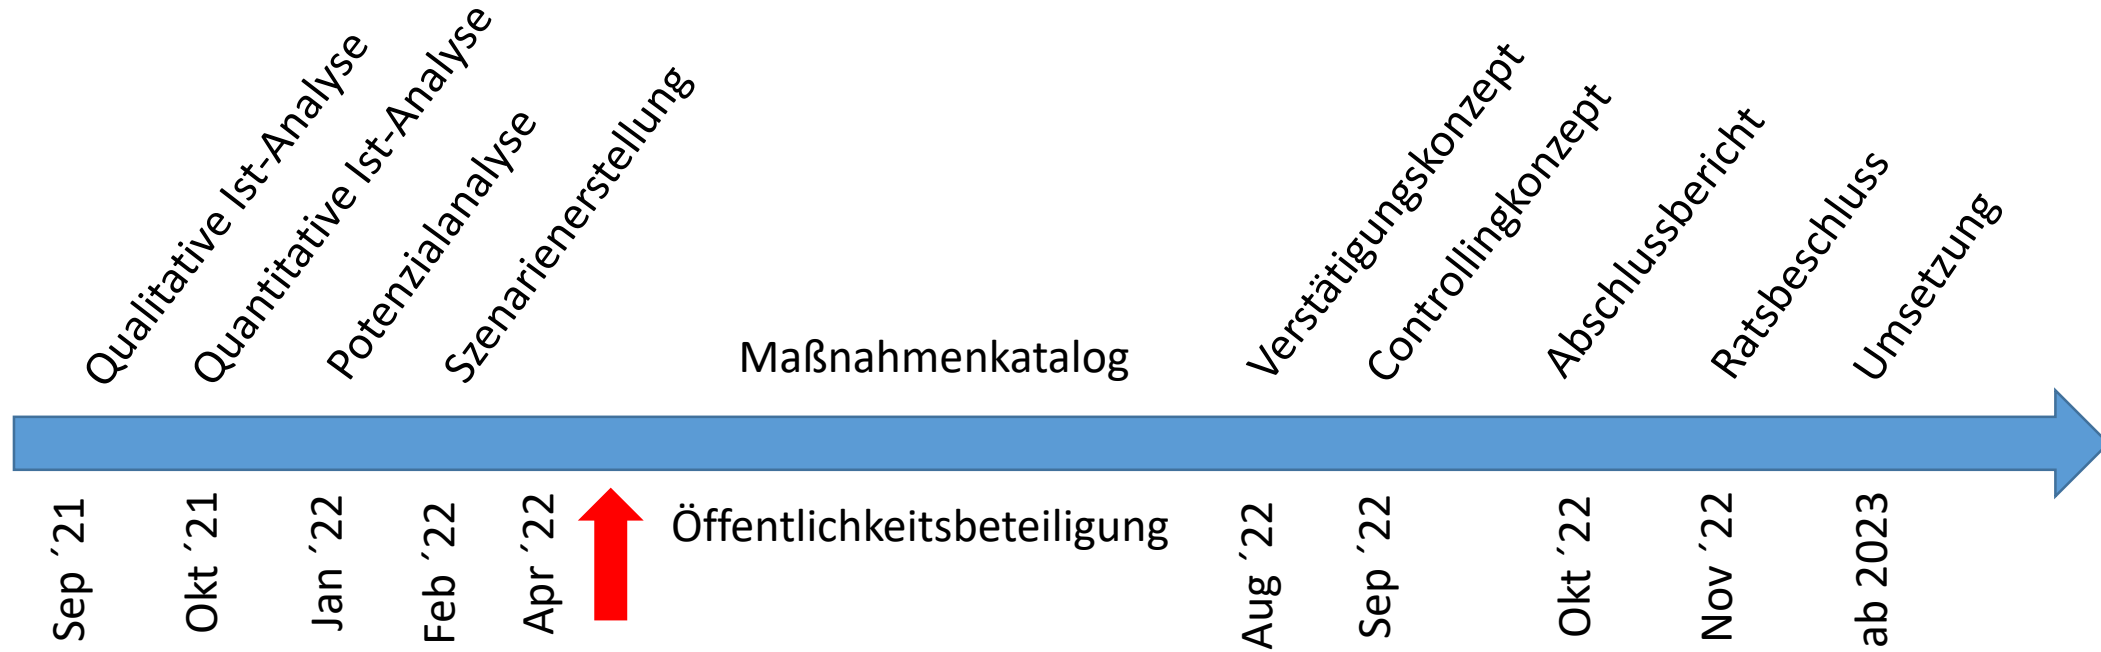 Qualitative Ist-Analyse
Quantitative Ist-Analyse
Potenzialanalyse
Szenarienerstellung
Maßnahmenkatalog
Verstätigungskonzept
Controllingkonzept
Abschlussbericht
Ratsbeschluss
Umsetzung
Sep ´21
Okt ´21
Jan ´22
Feb ´22
Apr ´22
Öffentlichkeitsbeteiligung
Aug ´22
Sep ´22
Okt ´22
Nov ´22
ab 2023